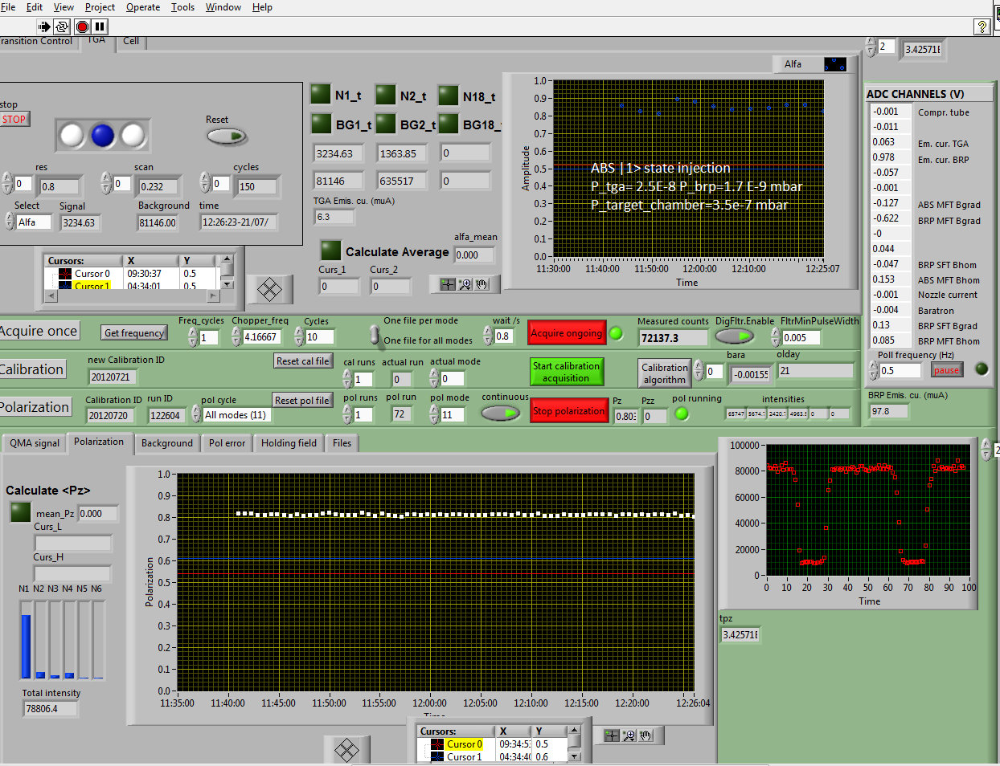 File Edit View Project Operate Tools Window Help
?
Transition Control TGA Cell
2 3.42571E
stop
STOP
Reset
res scan cycles
0 0.8 0 0.232 0 150
Select Signal Background time
Alfa 3234.63 81146.00 12:26:23-21/07/
Cursors: X Y
Cursor 0 09:30:37 0.5
Cursor 1 04:34:01 0.5
N1_t N2_t N18_t
BG1_t BG2_t BG18_
3234.63 1363.85 0
81146 635517 0
TGA Emis. cu. (muA)
6.3
alfa_mean
Calculate Average 0.000
Curs_1 Curs_2
0 0
Alfa
Amplitude
1.0
0.9
0.8
0.7
0.6
0.5
0.4
0.3
0.2
0.1
0.0
ABS |1> state injection
P_tga= 2.5E-8 P_brp=1.7 E-9 mbar
P_target_chamber=3.5e-7 mbar
11:30:00 11:40:00 11:50:00 12:00:00 12:10:00 12:25:07
Time
ADC CHANNELS (V)
-0.001 Compr. tube
-0.011
0.063 Em. cur. TGA
0.978 Em. cur. BRP
-0.057
-0.001
-0.127 ABS MFT Bgrad
-0.622 BRP MFT Bgrad
-0
0.044
-0.047 BRP SFT Bhom
0.153 ABS MFT Bhom
-0.001 Nozzle current
-0.004 Baratron
0.13 BRP SFT Bgrad
0.085 BRP MFT Bhom
Poll frequency (Hz)
0.5 pause
BRP Emis. cu. (muA)
97.8
Acquire once
Get frequency
Freq_cycles Chopper_freq Cycles
1 4.16667 10
One file per mode
One file for all modes
wait /s
0.8
Acquire ongoing
Measured counts
72137.3
DigFltr.Enable FltrMinPulseWidth
0.005
Calibration
new Calibration ID
20120721
Reset cal file
cal runs actual run actual mode
1 0 0
Start calibration
acquisition
Calibration
algorithm
0
bara olday
-0.00155 21
Polarization
Calibration ID run ID pol cycle
20120720 122604 All modes (11)
Reset pol file
pol runs pol run pol mode continuous
1 72 11
Stop polarization
Pz Pzz pol running intensities
0.803 0 65747 5674.7 2420.7 4963.8 0 0
QMA signal Polarization Background Pol error Holding field Files
Calculate <Pz>
mean_Pz 0.000
Curs_L
Curs_H
N1 N2 N3 N4 N5 N6
Total intensity
78806.4
Polarization
1.0
0.9
0.8
0.7
0.6
0.5
0.4
0.3
0.2
0.1
0.0
11:35:00 11:40:00 11:45:00 11:50:00 11:55:00 12:00:00 12:05:00 12:10:00 12:15:00 12:20:00 12:26:04
Time
Cursors: X Y
Cursor 0 09:34:53 0.5
Cursor 1 04:34:40 0.6
100000
80000
60000
40000
20000
0
0 10 20 30 40 50 60 70 80 90 100
Time
2
tpz
3.42571E